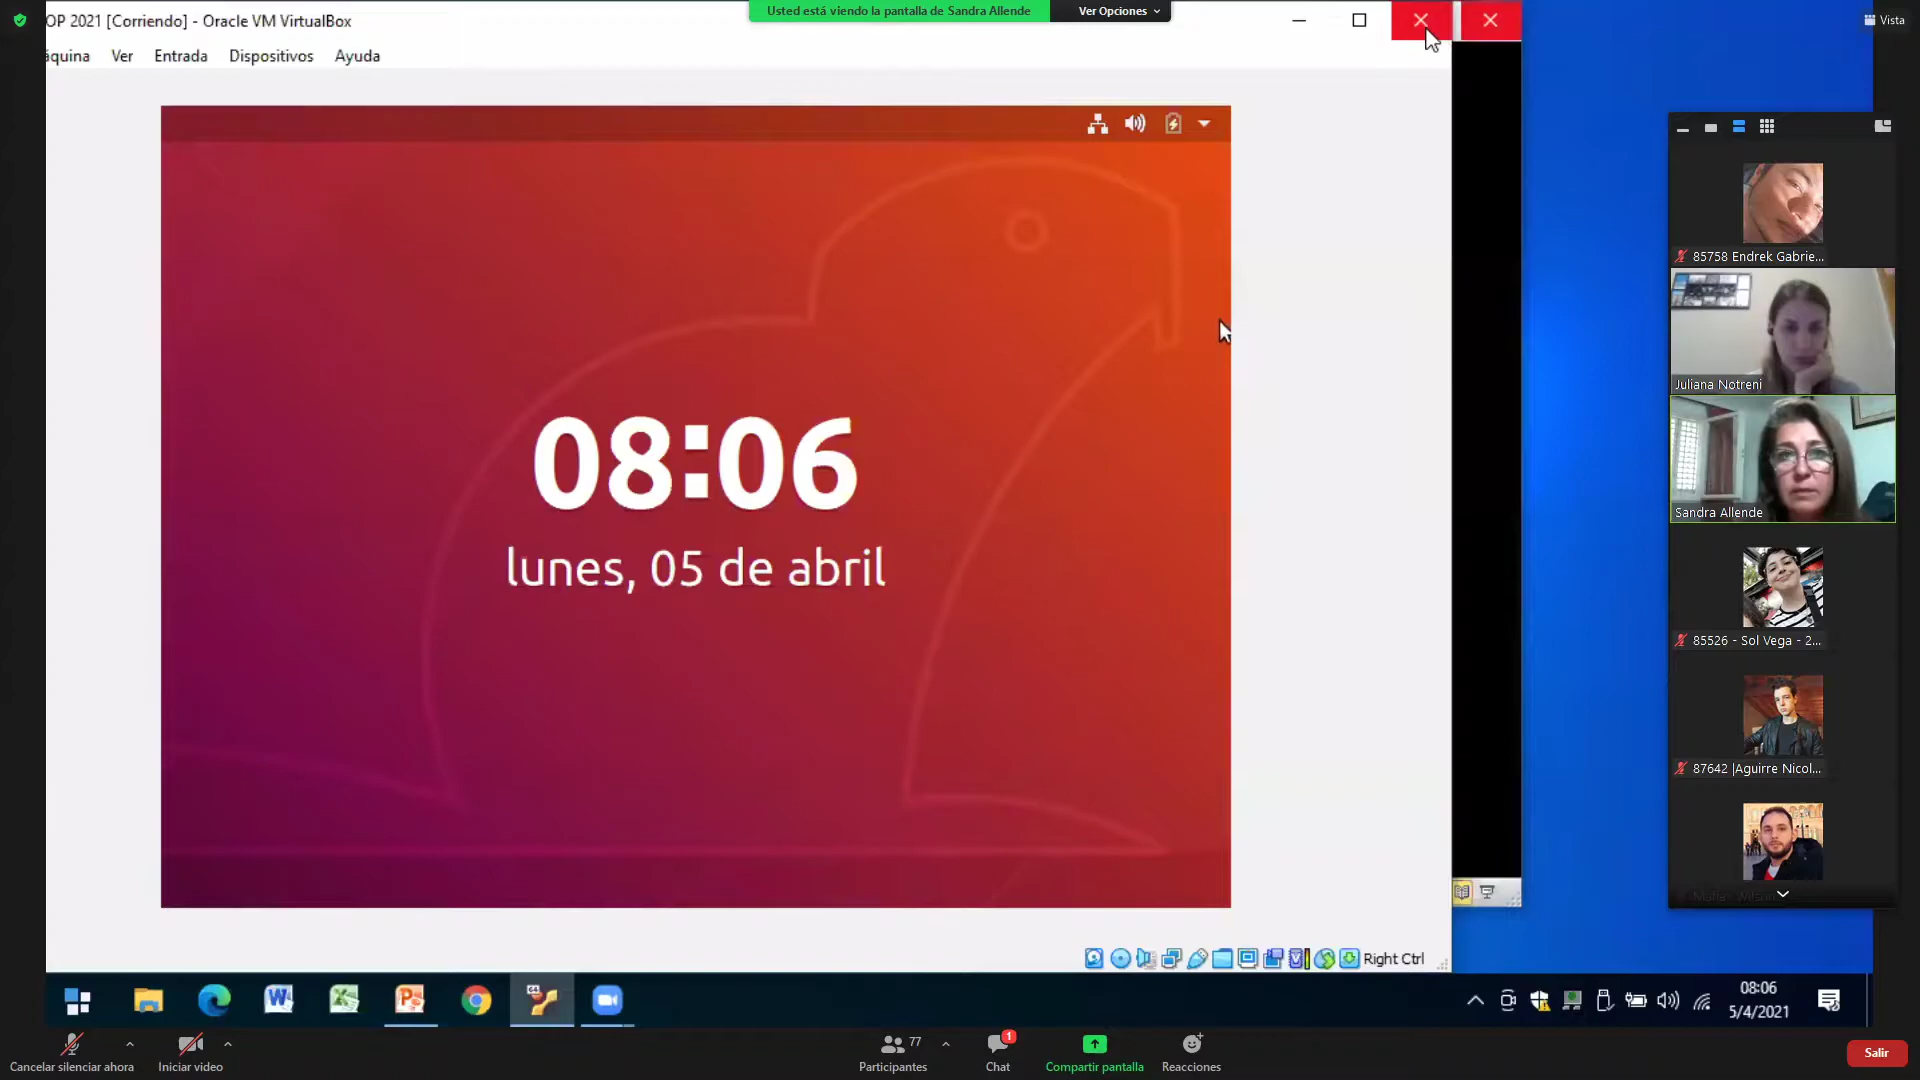 OP 2021 [Corriendo] - Oracle VM VirtualBox
Usted está viendo la pantalla de Sandra Allende
Ver Opciones
Vista
áquina Ver Entrada Dispositivos Ayuda
85758 Endrek Gabrie...
Juliana Notreni
Sandra Allende
85526 - Sol Vega - 2...
87642 |Aguirre Nicol...
08:06
lunes, 05 de abril
Right Ctrl
08:06
5/4/2021
Cancelar silenciar ahora
Iniciar video
77
Participantes
1
Chat
Compartir pantalla
Reacciones
Salir